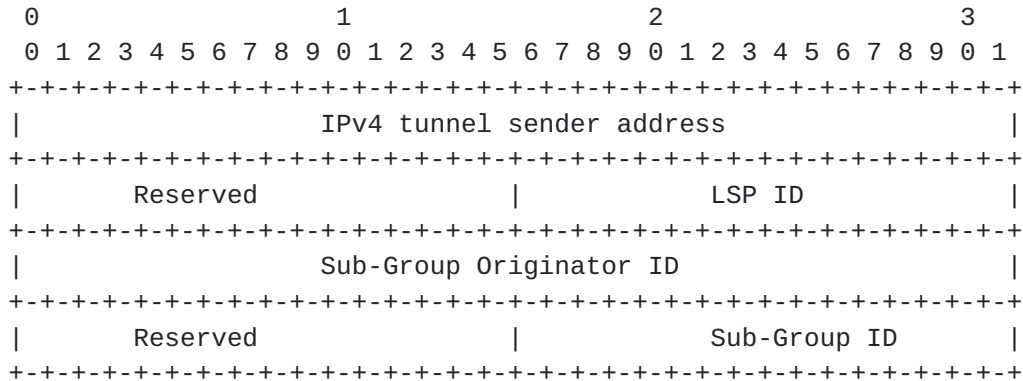 0                   1                   2                   3
 0 1 2 3 4 5 6 7 8 9 0 1 2 3 4 5 6 7 8 9 0 1 2 3 4 5 6 7 8 9 0 1
+-+-+-+-+-+-+-+-+-+-+-+-+-+-+-+-+-+-+-+-+-+-+-+-+-+-+-+-+-+-+-+-+
|                   IPv4 tunnel sender address                  |
+-+-+-+-+-+-+-+-+-+-+-+-+-+-+-+-+-+-+-+-+-+-+-+-+-+-+-+-+-+-+-+-+
|       Reserved                |            LSP ID             |
+-+-+-+-+-+-+-+-+-+-+-+-+-+-+-+-+-+-+-+-+-+-+-+-+-+-+-+-+-+-+-+-+
|                   Sub-Group Originator ID                     |
+-+-+-+-+-+-+-+-+-+-+-+-+-+-+-+-+-+-+-+-+-+-+-+-+-+-+-+-+-+-+-+-+
|       Reserved                |            Sub-Group ID       |
+-+-+-+-+-+-+-+-+-+-+-+-+-+-+-+-+-+-+-+-+-+-+-+-+-+-+-+-+-+-+-+-+